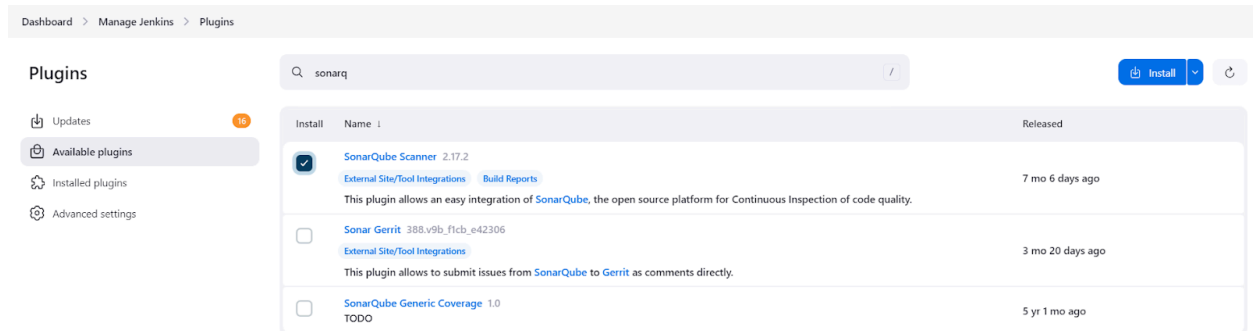 Dashboard > Manage Jenkins > Plugins
Plugins
sonarq
/
Install
Updates
16
Available plugins
Installed plugins
Advanced settings
Install Name ↓ Released
SonarQube Scanner 2.17.2
External Site/Tool Integrations Build Reports
This plugin allows an easy integration of SonarQube, the open source platform for Continuous Inspection of code quality.
7 mo 6 days ago
Sonar Gerrit 388.v9b_f1cb_e42306
External Site/Tool Integrations
This plugin allows to submit issues from SonarQube to Gerrit as comments directly.
3 mo 20 days ago
SonarQube Generic Coverage 1.0
TODO
5 yr 1 mo ago